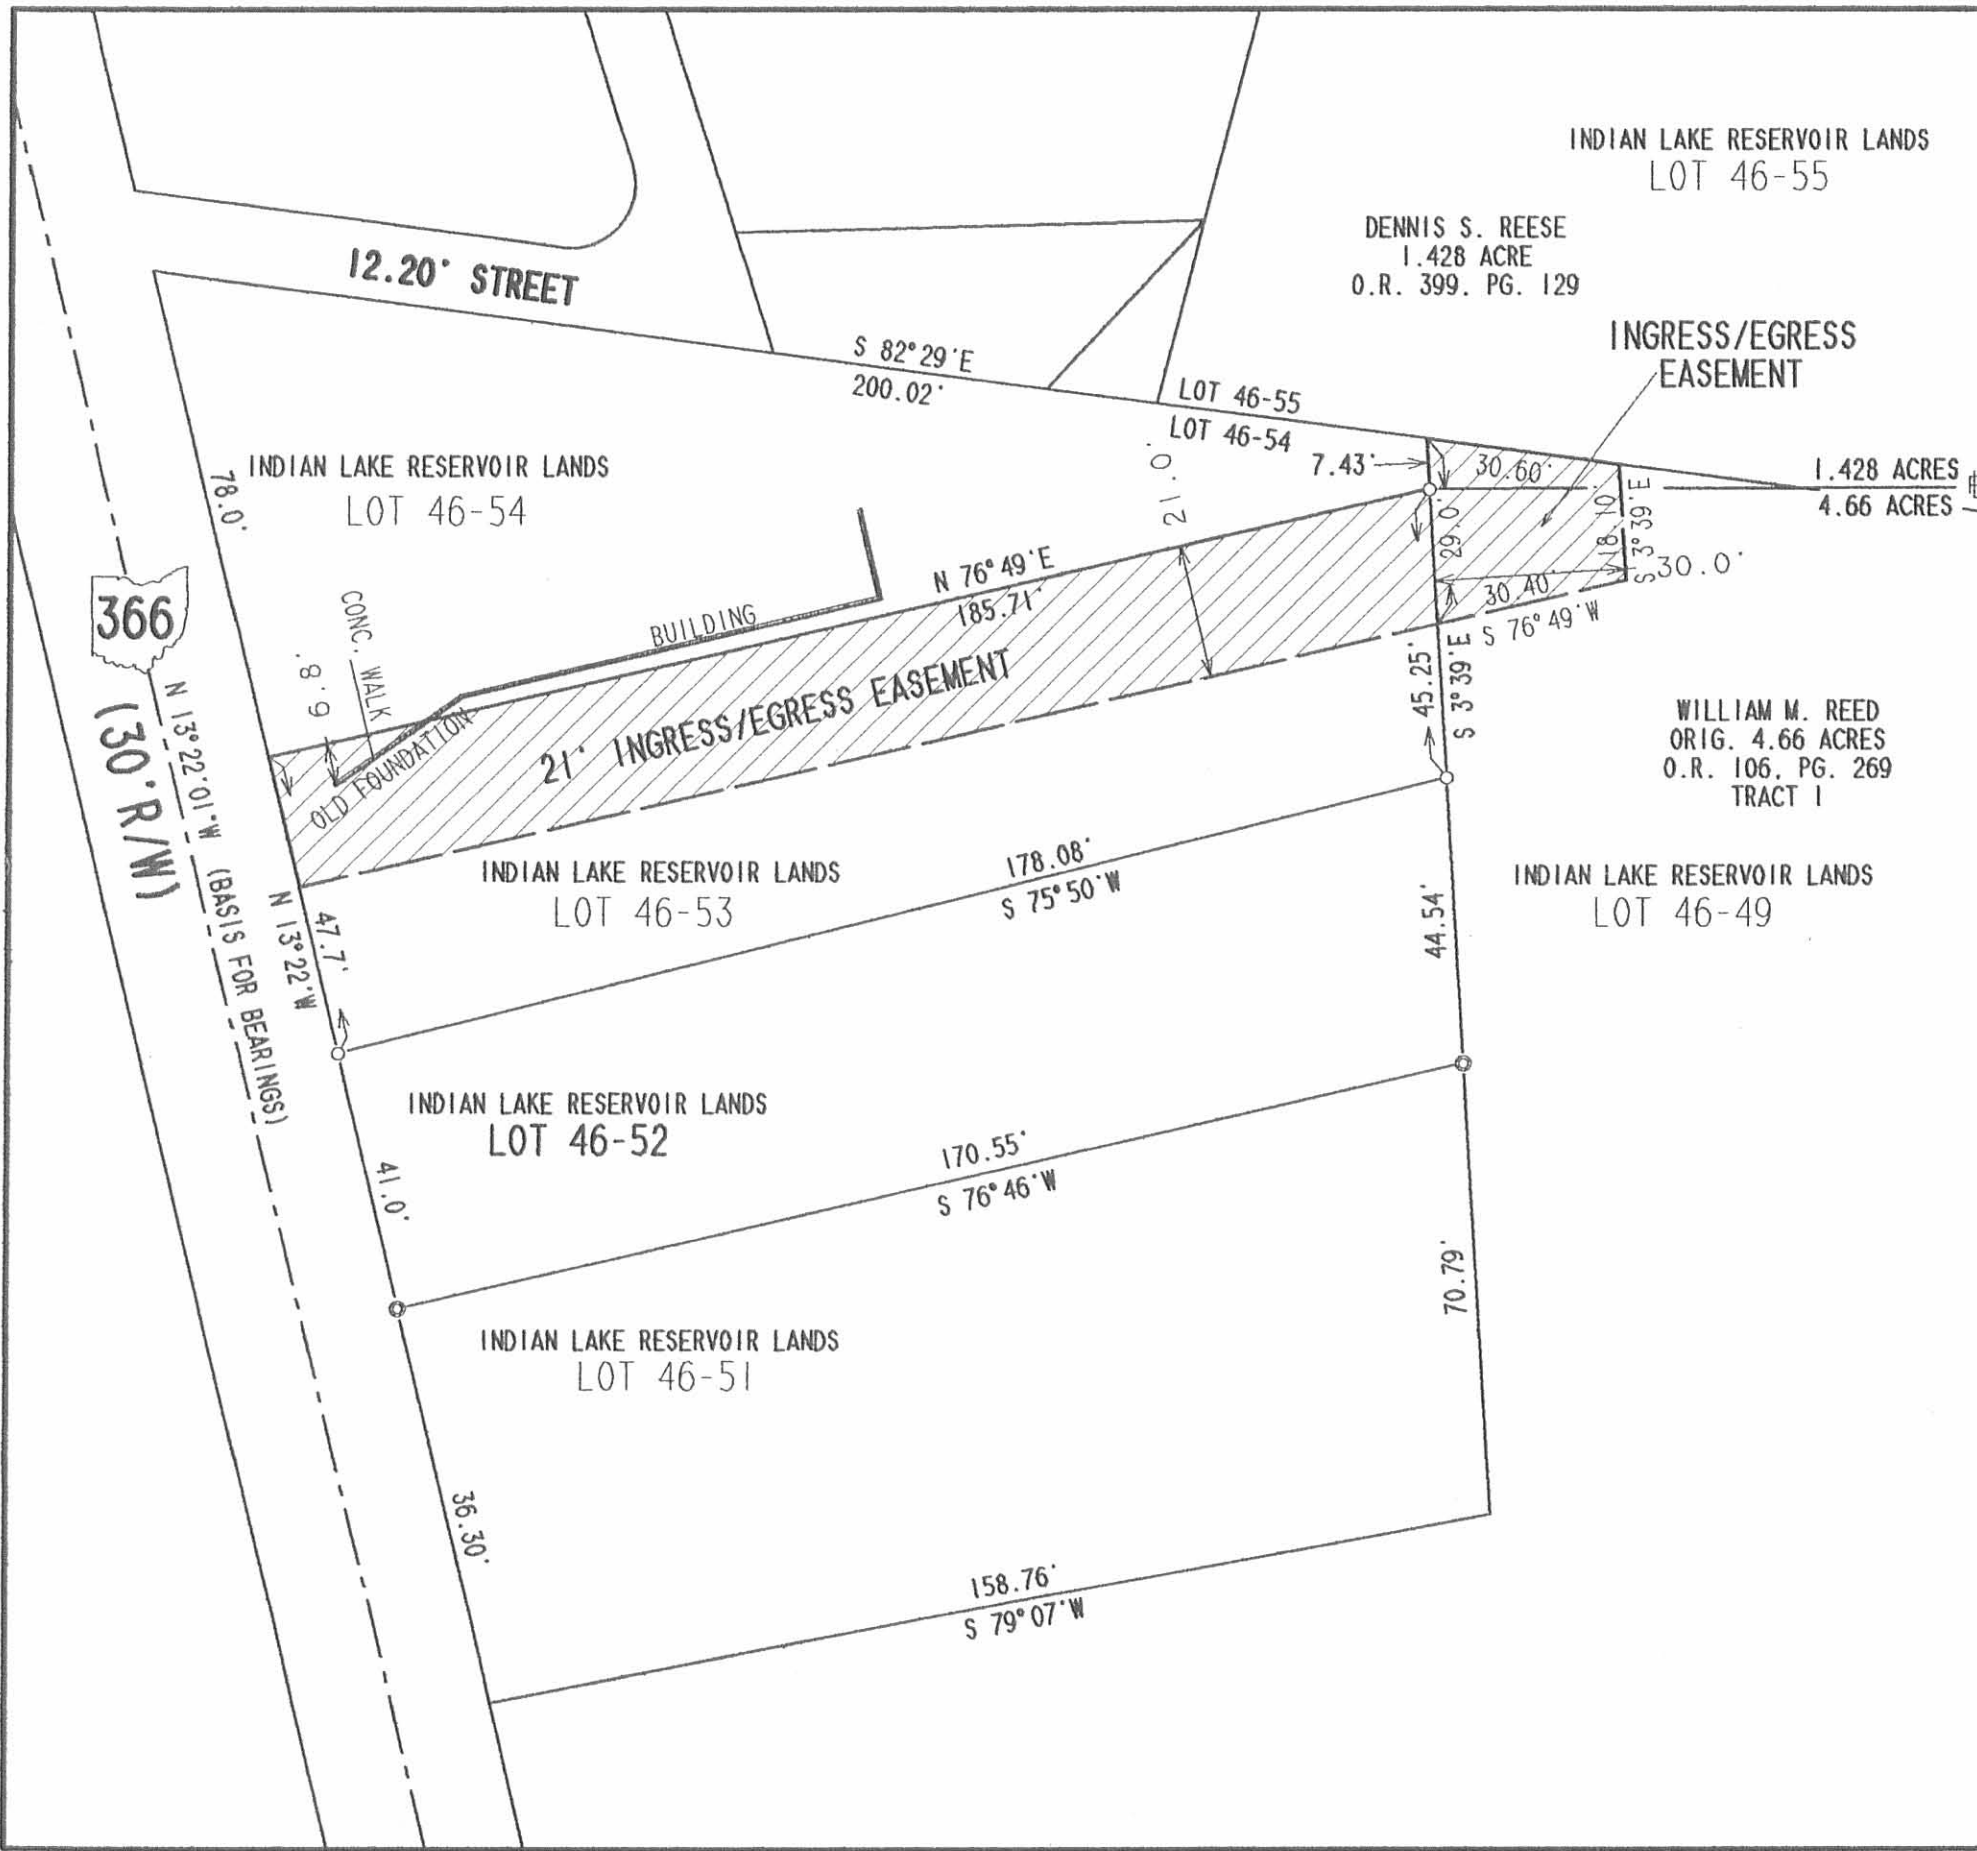 INDIAN LAKE RESERVOIR LANDS
LOT 46-55
DENNIS S. REESE
1.428 ACRE
O.R. 399. PG. 129
12.20' STREET
INGRESS/EGRESS
EASEMENT
S 82°29'E
200.02'
LOT 46-55
LOT 46-54
7.43'
30.60'
1.428 ACRES
4.66 ACRES
INDIAN LAKE RESERVOIR LANDS
LOT 46-54
78.0'
21.0'
29.0'
18.10'
S 3°39'E
30.0'
30.40'
S 76°49'W
N 76°49'E
185.71'
BUILDING
CONC. WALK
6.8'
OLD FOUNDATION
21' INGRESS/EGRESS EASEMENT
366
(30'R/W)
N 13°22'01"W (BASIS FOR BEARINGS)
45.25'
S 3°39'E
WILLIAM M. REED
ORIG. 4.66 ACRES
O.R. 106, PG. 269
TRACT 1
INDIAN LAKE RESERVOIR LANDS
LOT 46-53
178.08'
S 75°50'W
INDIAN LAKE RESERVOIR LANDS
LOT 46-49
47.7'
N 13°22'W
44.54'
INDIAN LAKE RESERVOIR LANDS
LOT 46-52
41.0'
170.55'
S 76°46'W
70.79'
INDIAN LAKE RESERVOIR LANDS
LOT 46-51
36.30'
158.76'
S 79°07'W